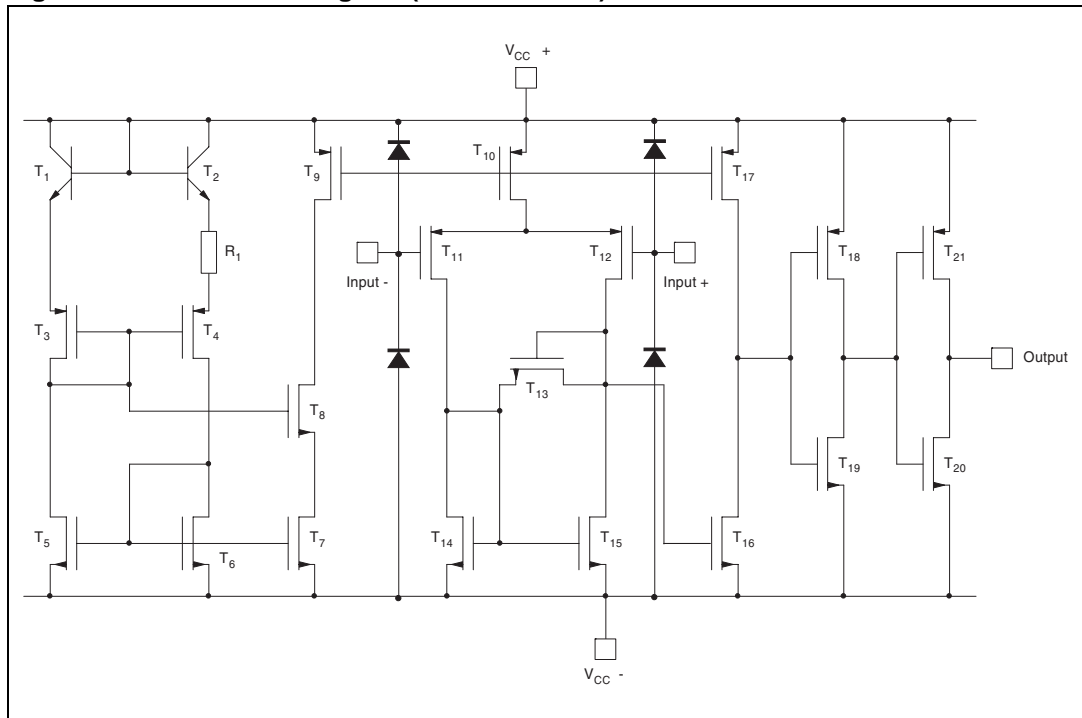 V_CC +
T_1
T_2
T_9
T_10
T_17
R_1
T_11
T_12
T_18
T_21
Input -
Input +
T_3
T_4
Output
T_13
T_8
T_19
T_20
T_5
T_6
T_7
T_14
T_15
T_16
V_CC -